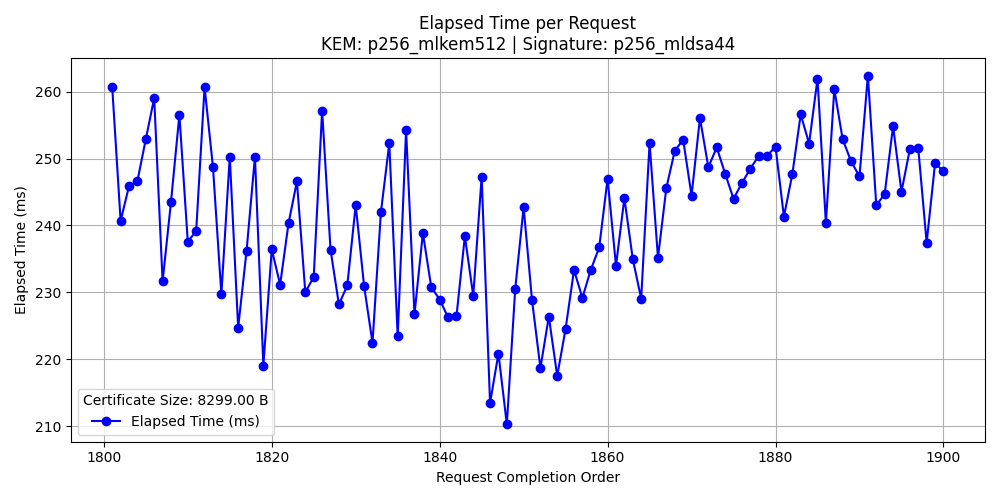 Elapsed Time per Request
KEM: p256_mlkem512 | Signature: p256_mldsa44
Elapsed Time (ms)
260
250
240
230
220
210
Certificate Size: 8299.00 B
Elapsed Time (ms)
1800
1820
1840
1860
1880
1900
Request Completion Order